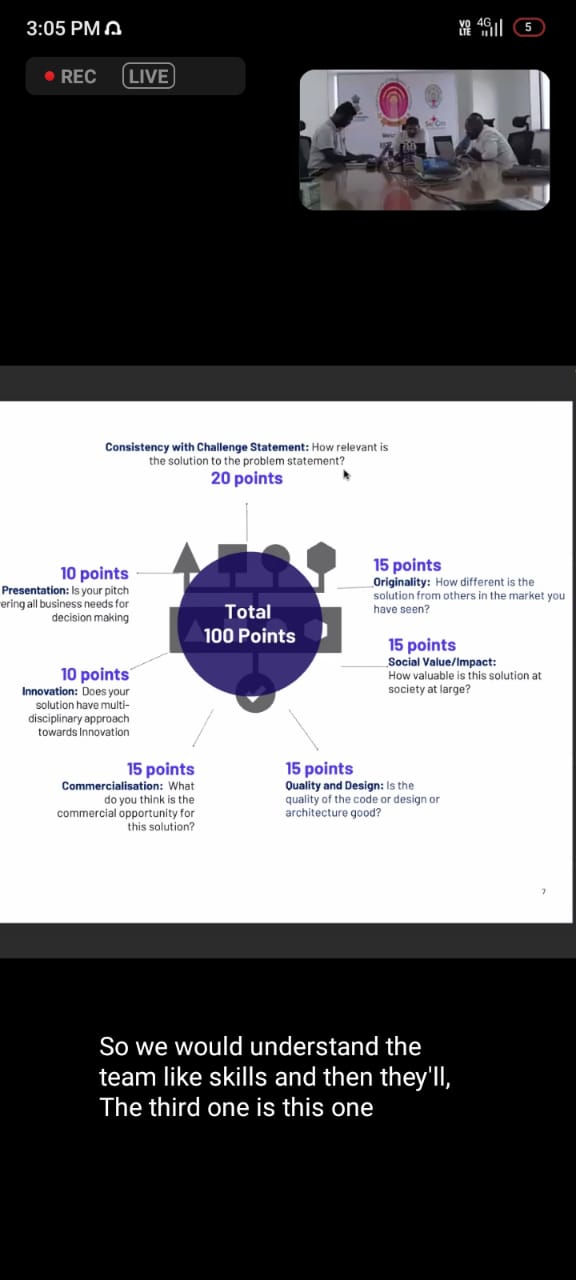 3:05 PM
VO
LTE
4G
5
REC
LIVE
Consistency with Challenge Statement: How relevant is
the solution to the problem statement?
20 points
10 points
Presentation: Is your pitch
ering all business needs for
decision making
15 points
Originality: How different is the
solution from others in the market you
have seen?
Total
100 Points
15 points
Social Value/Impact:
How valuable is this solution at
society at large?
10 points
Innovation: Does your
solution have multi-
disciplinary approach
towards Innovation
15 points
Commercialisation: What
do you think is the
commercial opportunity for
this solution?
15 points
Quality and Design: Is the
quality of the code or design or
architecture good?
7
So we would understand the
team like skills and then they'll,
The third one is this one